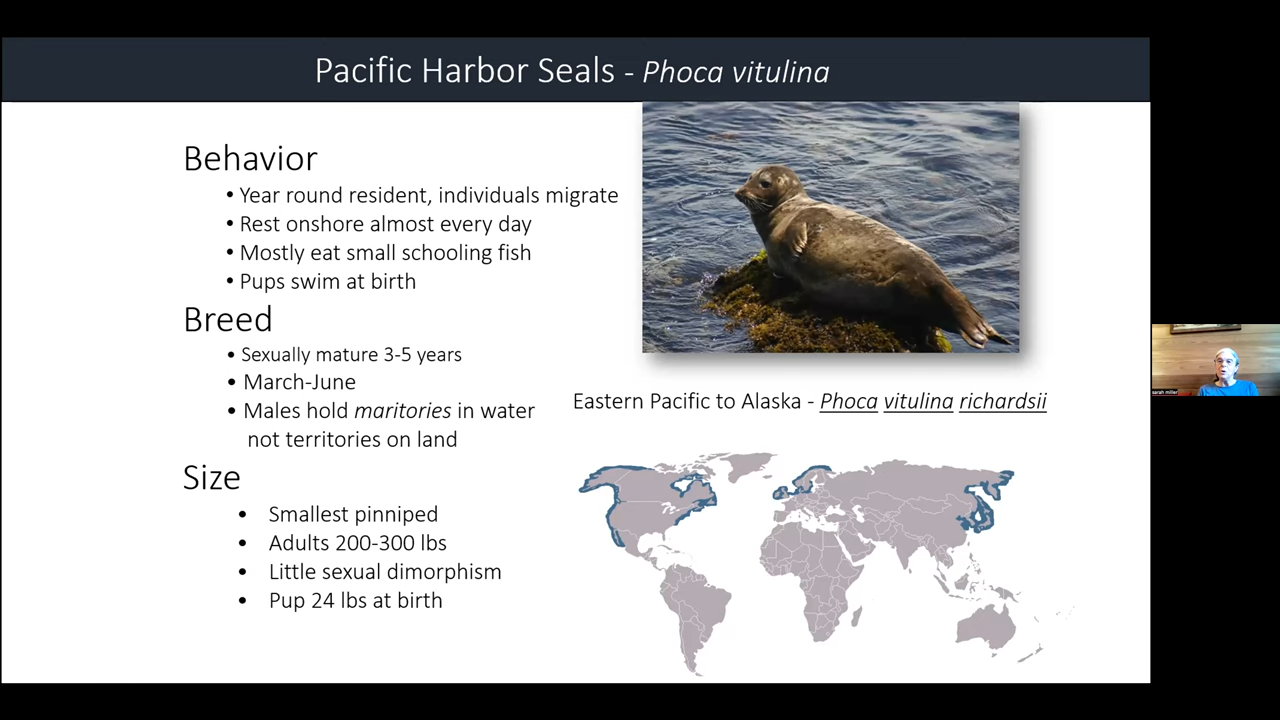 Pacific Harbor Seals - Phoca vitulina
Behavior
• Year round resident, individuals migrate
• Rest onshore almost every day
• Mostly eat small schooling fish
• Pups swim at birth
Breed
• Sexually mature 3-5 years
• March-June
• Males hold maritories in water
not territories on land
Size
• Smallest pinniped
• Adults 200-300 lbs
• Little sexual dimorphism
• Pup 24 lbs at birth
Eastern Pacific to Alaska - Phoca vitulina richardsii
sarah miller